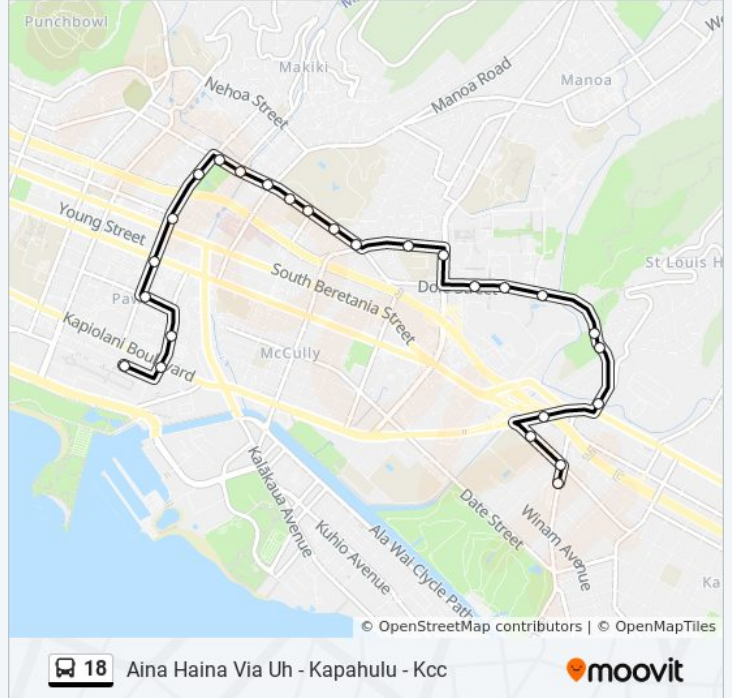 Punchbowl
Makiki
Nehoa Street
Manoa Road
Manoa
Young Street
St Louis H
South Beretania Street
Kapiolani Boulevard
McCully
Kalākaua Avenue
Kuhio Avenue
Date Street
Winam Avenue
Ala Wai Clycle Path
Ka
© OpenStreetMap contributors | © OpenMapTiles
18 Aina Haina Via Uh - Kapahulu - Kcc
moovit